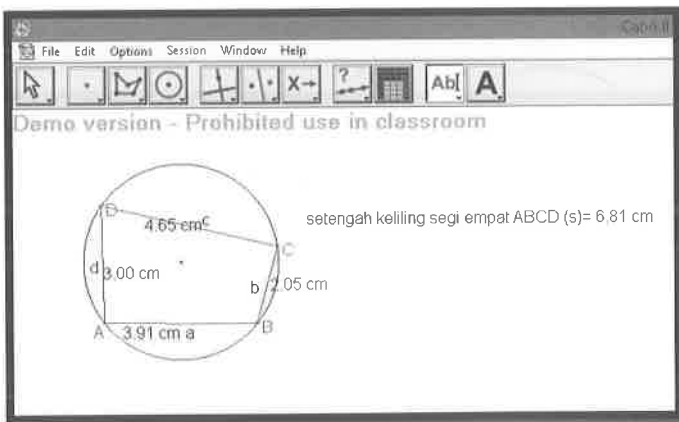 Cabri II
File Edit Options Session Window Help
? Ab[ A
Demo version - Prohibited use in classroom
D
4.65 cm c
setengah keliling segi empat ABCD (s)= 6,81 cm
C
d 3,00 cm
b 2,05 cm
A 3.91 cm a B